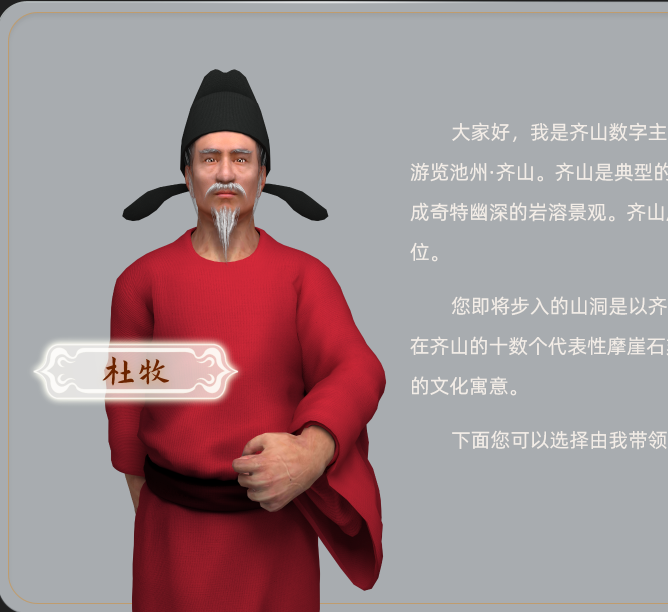 大家好，我是齐山数字主
游览池州·齐山。齐山是典型的
成奇特幽深的岩溶景观。齐山
位。
您即将步入的山洞是以齐
在齐山的十数个代表性摩崖石
的文化寓意。
下面您可以选择由我带领
杜牧